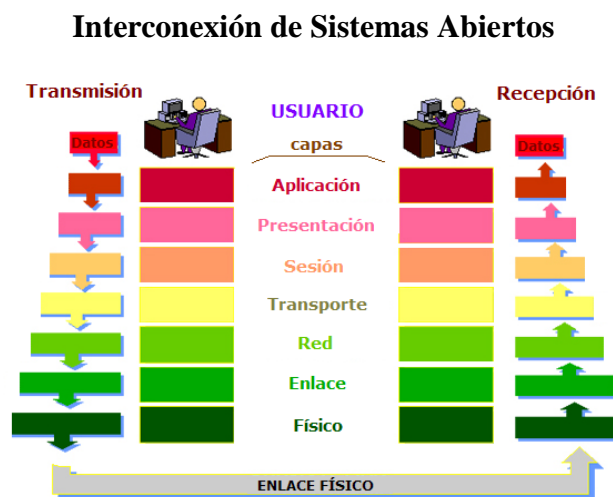 Interconexión de Sistemas Abiertos
Transmisión
Recepción
USUARIO
capas
Datos
Datos
Aplicación
Presentación
Sesión
Transporte
Red
Enlace
Físico
ENLACE FÍSICO